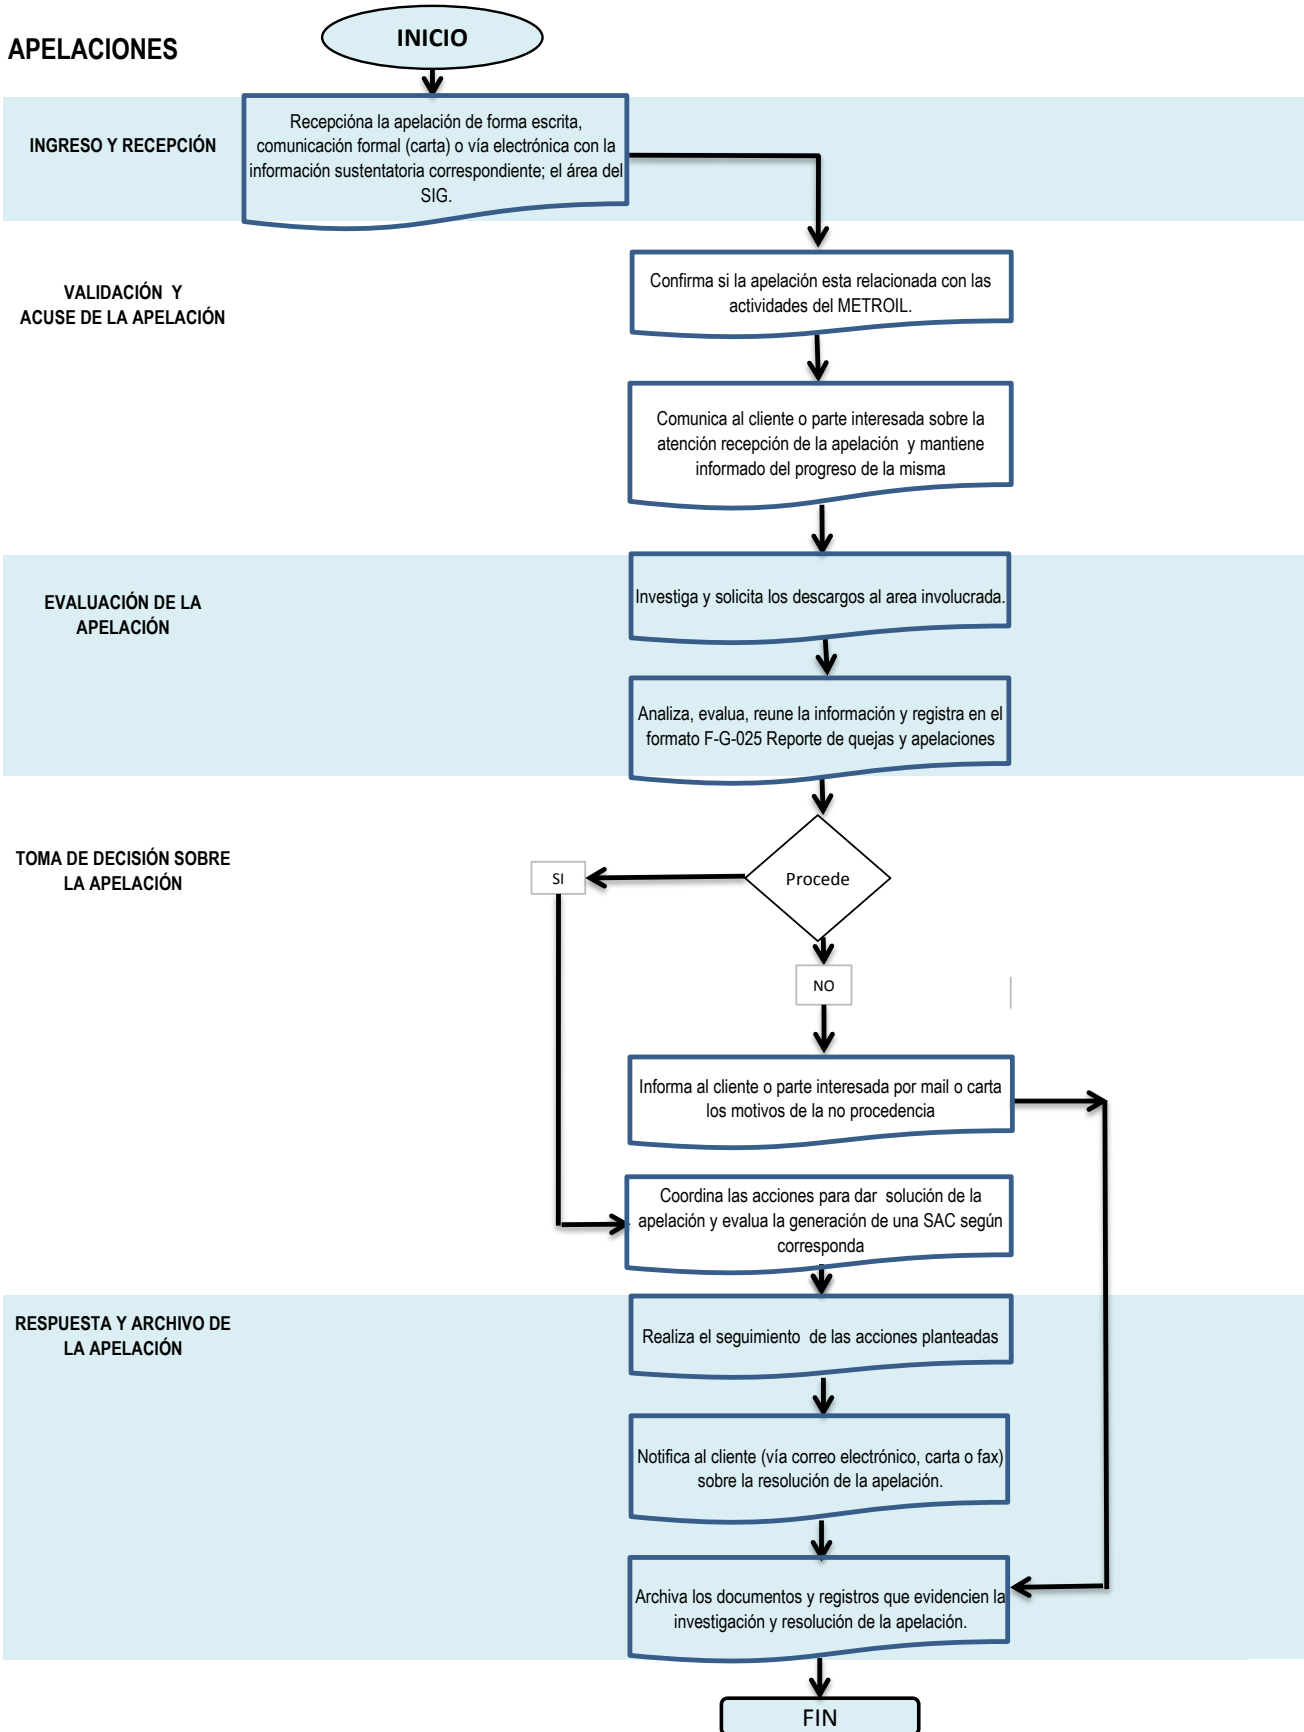 APELACIONES
INICIO
INGRESO Y RECEPCIÓN
Recepcióna la apelación de forma escrita,
comunicación formal (carta) o vía electrónica con la
información sustentatoria correspondiente; el área del
SIG.
VALIDACIÓN Y
ACUSE DE LA APELACIÓN
Confirma si la apelación esta relacionada con las
actividades del METROIL.
Comunica al cliente o parte interesada sobre la
atención recepción de la apelación y mantiene
informado del progreso de la misma
EVALUACIÓN DE LA
APELACIÓN
Investiga y solicita los descargos al area involucrada.
Analiza, evalua, reune la información y registra en el
formato F-G-025 Reporte de quejas y apelaciones
TOMA DE DECISIÓN SOBRE
LA APELACIÓN
SI
Procede
NO
Informa al cliente o parte interesada por mail o carta
los motivos de la no procedencia
Coordina las acciones para dar solución de la
apelación y evalua la generación de una SAC según
corresponda
RESPUESTA Y ARCHIVO DE
LA APELACIÓN
Realiza el seguimiento de las acciones planteadas
Notifica al cliente (vía correo electrónico, carta o fax)
sobre la resolución de la apelación.
Archiva los documentos y registros que evidencien la
investigación y resolución de la apelación.
FIN